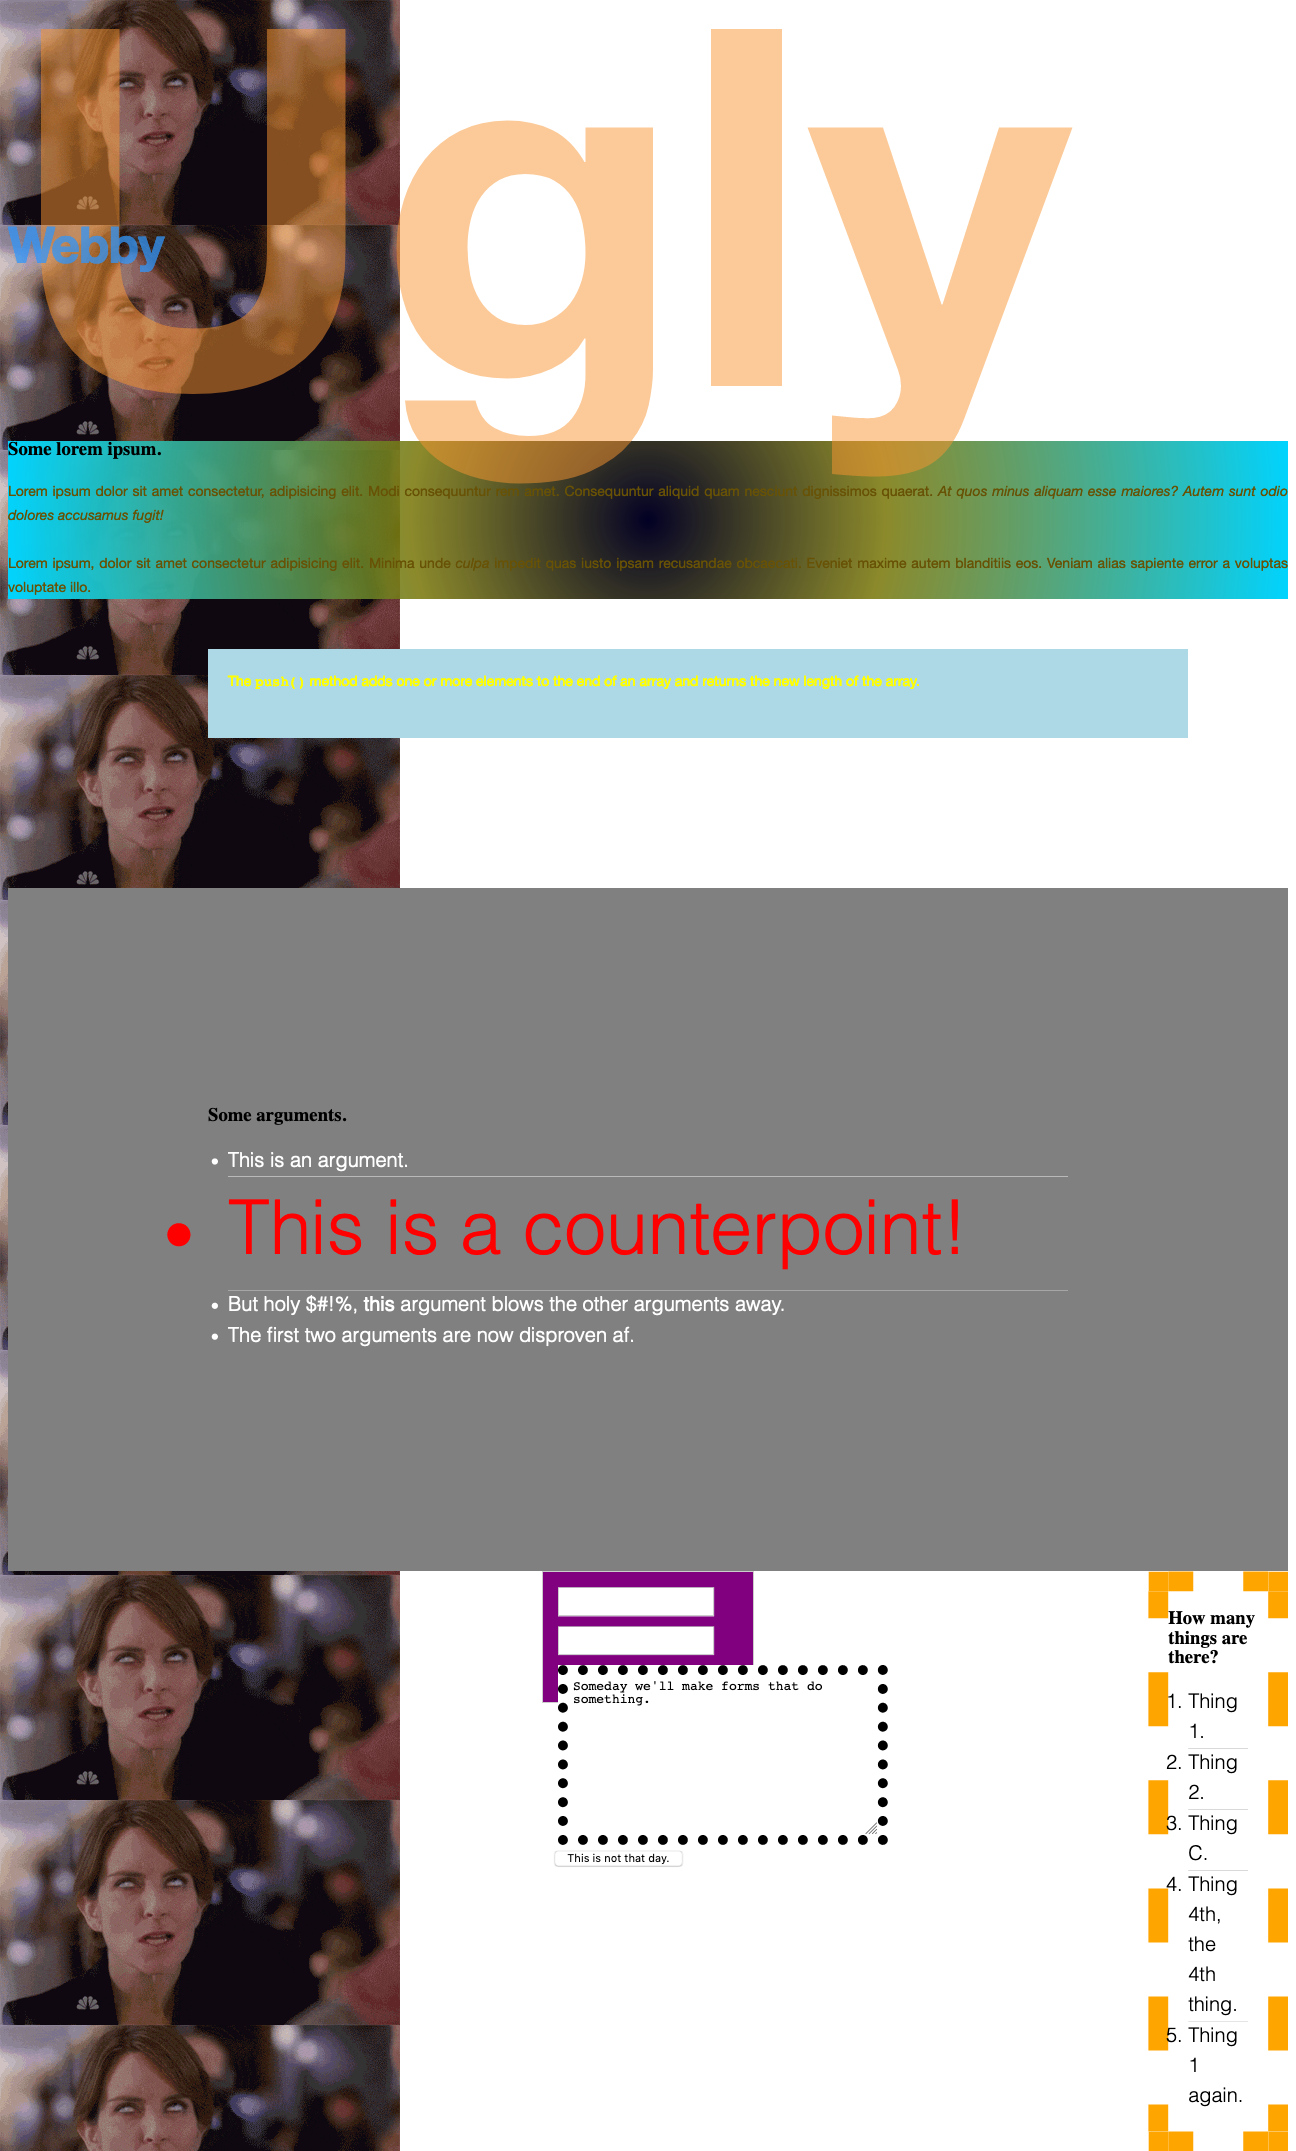 Ugly
Webby
Some lorem ipsum.
Lorem ipsum dolor sit amet consectetur, adipisicing elit. Modi consequuntur amet. Consequuntur aliquid quam dignissimos quaerat. At quos minus aliquam esse maiores? Autem sunt odio
dolores accusamus fugit!
Lorem ipsum, dolor sit amet consectetur adipisicing elit. Minima unde culpa quas iusto ipsam recusandae Eveniet maxime autem blanditiis eos. Veniam alias sapiente error a voluptas
voluptate illo.
The push() method adds one or more elements to the end of an array and returns the new length of the array.
Some arguments.
• This is an argument.
• This is a counterpoint!
• But holy $#!%, this argument blows the other arguments away.
• The first two arguments are now disproven af.
Someday we'll make forms that do
something.
This is not that day.
How many
things are
there?
1. Thing
1.
2. Thing
2.
3. Thing
C.
4. Thing
4th,
the
4th
thing.
5. Thing
1
again.